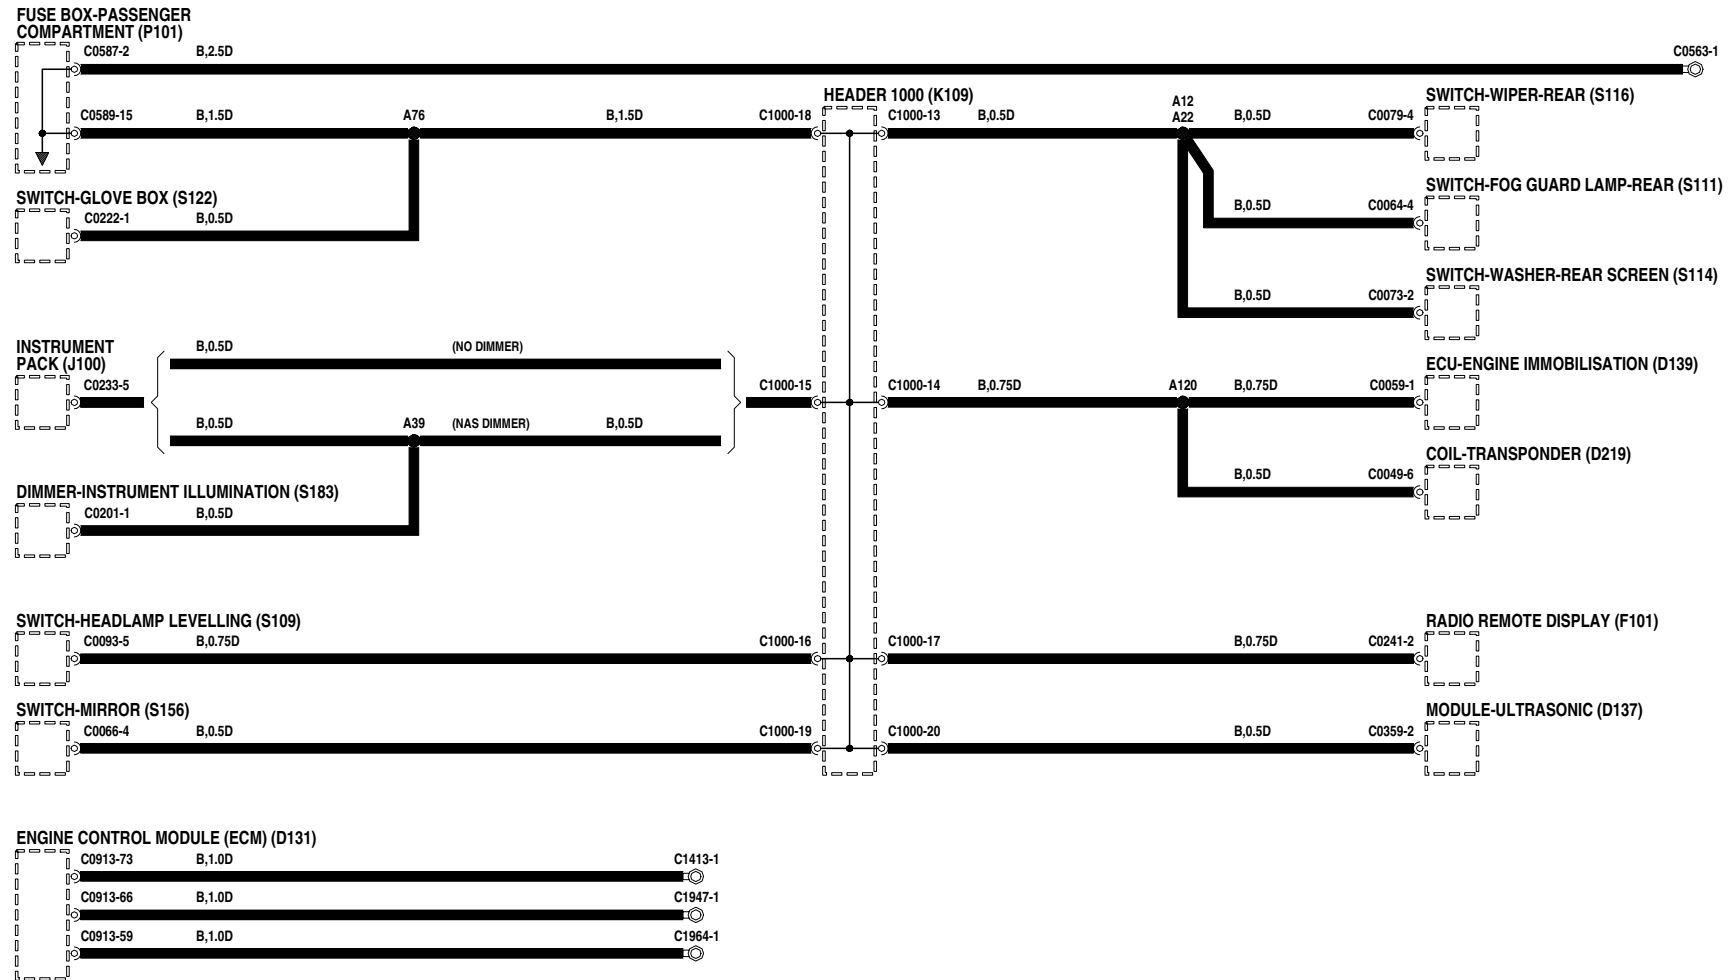 FUSE BOX-PASSENGER
COMPARTMENT (P101)
C0587-2 B,2.5D C0563-1
HEADER 1000 (K109)
SWITCH-WIPER-REAR (S116)
C0589-15 B,1.5D A76 B,1.5D C1000-18 C1000-13 B,0.5D A12
A22 B,0.5D C0079-4
SWITCH-GLOVE BOX (S122)
C0222-1 B,0.5D
SWITCH-FOG GUARD LAMP-REAR (S111)
B,0.5D C0064-4
SWITCH-WASHER-REAR SCREEN (S114)
B,0.5D C0073-2
INSTRUMENT
PACK (J100)
B,0.5D (NO DIMMER)
C0233-5 C1000-15 C1000-14 B,0.75D A120 B,0.75D C0059-1
ECU-ENGINE IMMOBILISATION (D139)
B,0.5D A39 (NAS DIMMER) B,0.5D
COIL-TRANSPONDER (D219)
B,0.5D C0049-6
DIMMER-INSTRUMENT ILLUMINATION (S183)
C0201-1 B,0.5D
SWITCH-HEADLAMP LEVELLING (S109)
RADIO REMOTE DISPLAY (F101)
C0093-5 B,0.75D C1000-16 C1000-17 B,0.75D C0241-2
SWITCH-MIRROR (S156)
MODULE-ULTRASONIC (D137)
C0066-4 B,0.5D C1000-19 C1000-20 B,0.5D C0359-2
ENGINE CONTROL MODULE (ECM) (D131)
C0913-73 B,1.0D C1413-1
C0913-66 B,1.0D C1947-1
C0913-59 B,1.0D C1964-1